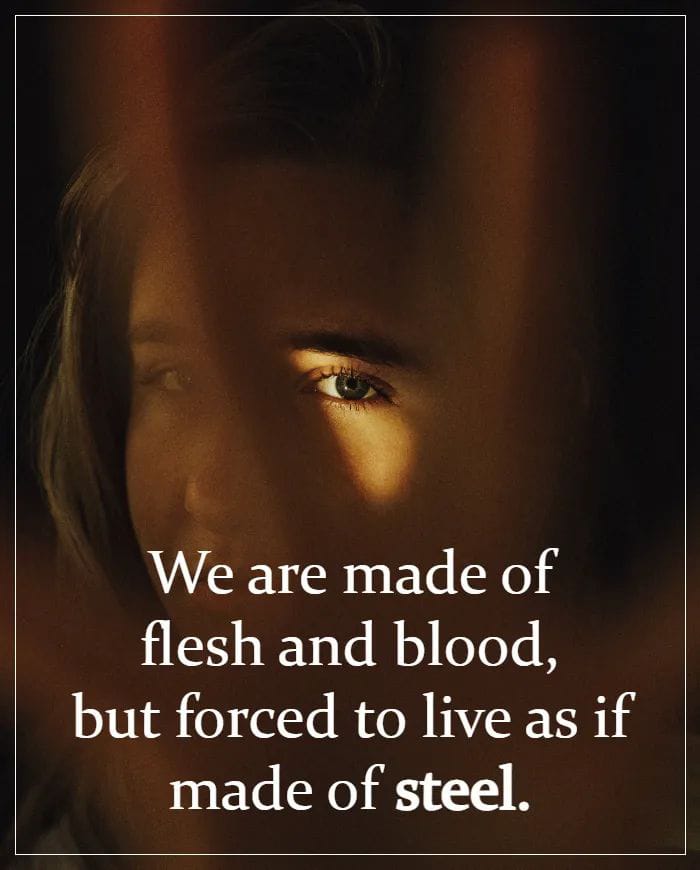 We are made of
flesh and blood,
but forced to live as if
made of steel.